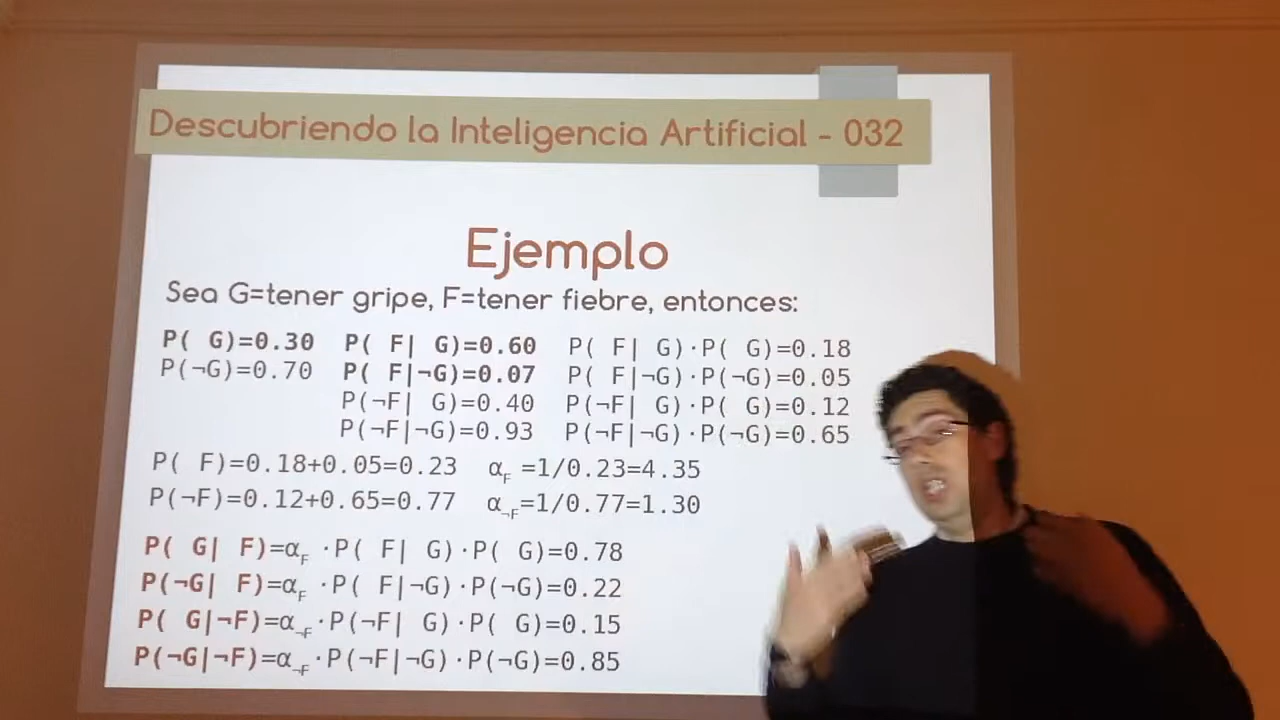 Descubriendo la Inteligencia Artificial - 032
Ejemplo
Sea G=tener gripe, F=tener fiebre, entonces:
P( G)=0.30 P( F| G)=0.60 P( F| G)·P( G)=0.18
P(¬G)=0.70 P( F|¬G)=0.07 P( F|¬G)·P(¬G)=0.05
P(¬F| G)=0.40 P(¬F| G)·P( G)=0.12
P(¬F|¬G)=0.93 P(¬F|¬G)·P(¬G)=0.65
P( F)=0.18+0.05=0.23 αF =1/0.23=4.35
P(¬F)=0.12+0.65=0.77 α¬F=1/0.77=1.30
P( G| F)=αF ·P( F| G)·P( G)=0.78
P(¬G| F)=αF ·P( F|¬G)·P(¬G)=0.22
P( G|¬F)=α¬F·P(¬F| G)·P( G)=0.15
P(¬G|¬F)=α¬F·P(¬F|¬G)·P(¬G)=0.85